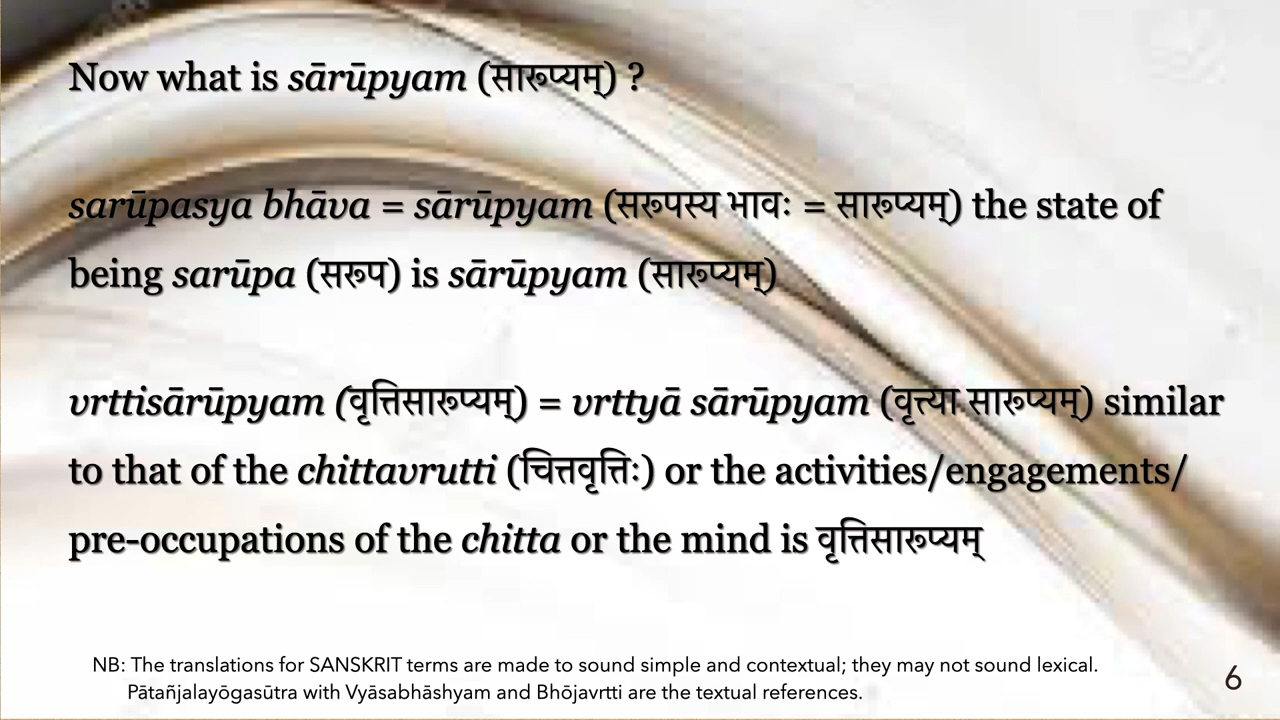 Now what is sārūpyam (सारूप्यम्) ?
sarūpasya bhāva = sārūpyam (सरूपस्य भावः = सारूप्यम्) the state of
being sarūpa (सरूप) is sārūpyam (सारूप्यम्)
vrttisārūpyam (वृत्तिसारूप्यम्) = vrttyā sārūpyam (वृत्त्या सारूप्यम्) similar
to that of the chittavrutti (चित्तवृत्तिः) or the activities/engagements/
pre-occupations of the chitta or the mind is वृत्तिसारूप्यम्
NB: The translations for SANSKRIT terms are made to sound simple and contextual; they may not sound lexical.
Pātañjalayōgasūtra with Vyāsabhāshyam and Bhōjavrtti are the textual references.
6